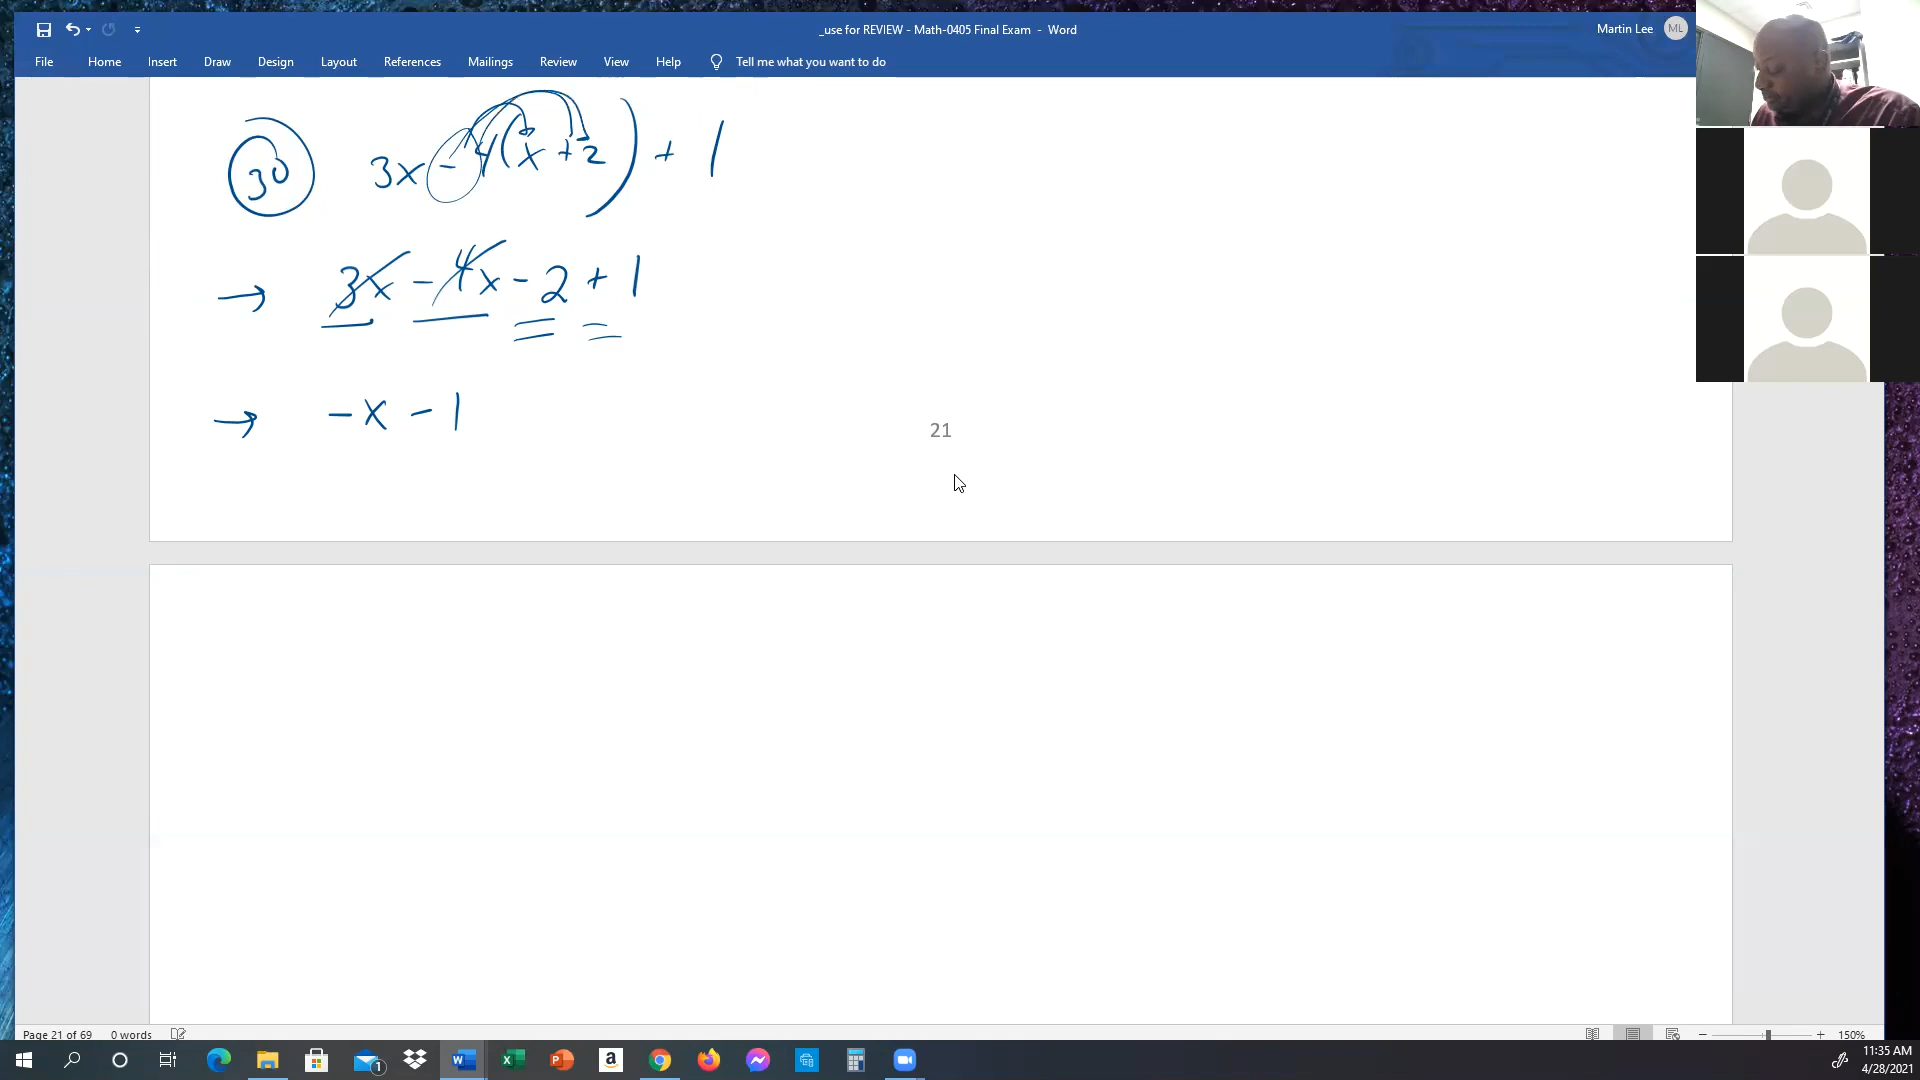 _use for REVIEW - Math-0405 Final Exam - Word
Martin Lee ML
File Home Insert Draw Design Layout References Mailings Review View Help Tell me what you want to do
30 3x - 4(x + 2) + 1
→ 3x - 4x - 2 + 1
→ -x - 1
21
Page 21 of 69 0 words
150%
1
11:35 AM
4/28/2021